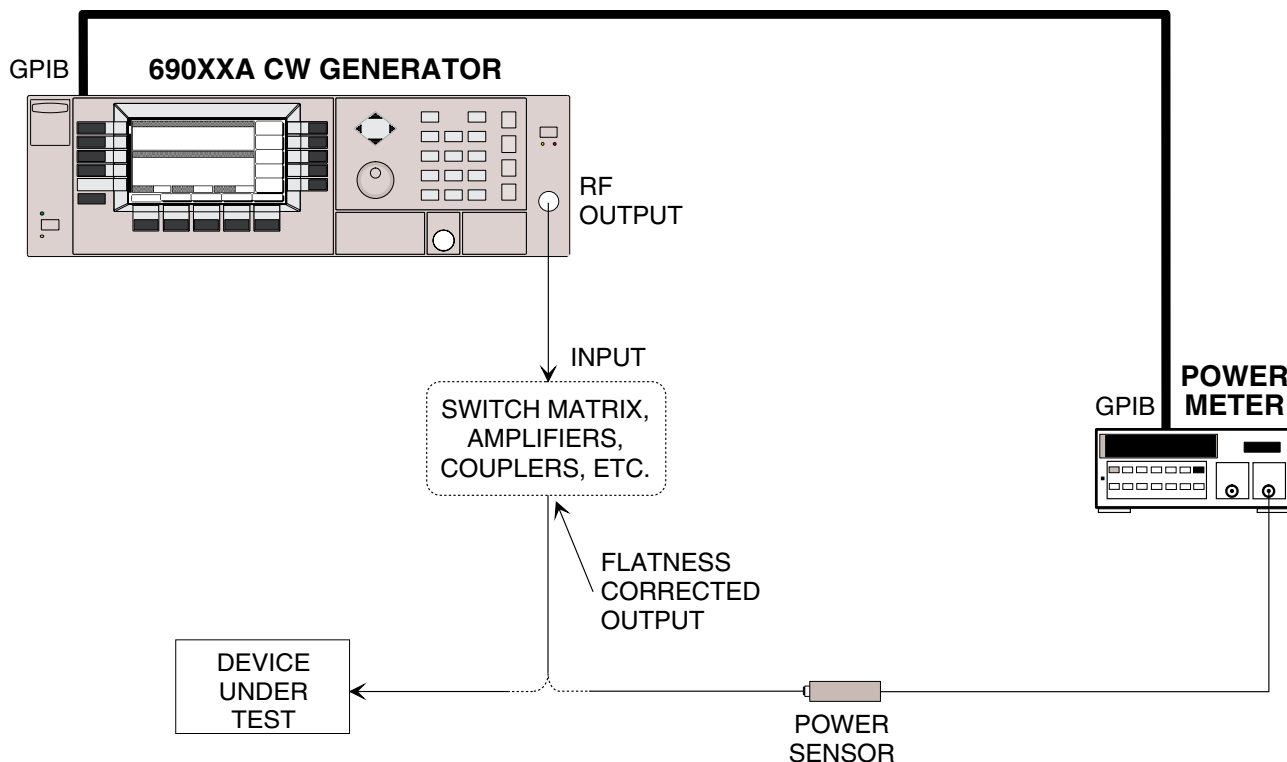 GPIB
690XXA CW GENERATOR
RF
OUTPUT
INPUT
SWITCH MATRIX,
AMPLIFIERS,
COUPLERS, ETC.
POWER
METER
GPIB
FLATNESS
CORRECTED
OUTPUT
DEVICE
UNDER
TEST
POWER
SENSOR